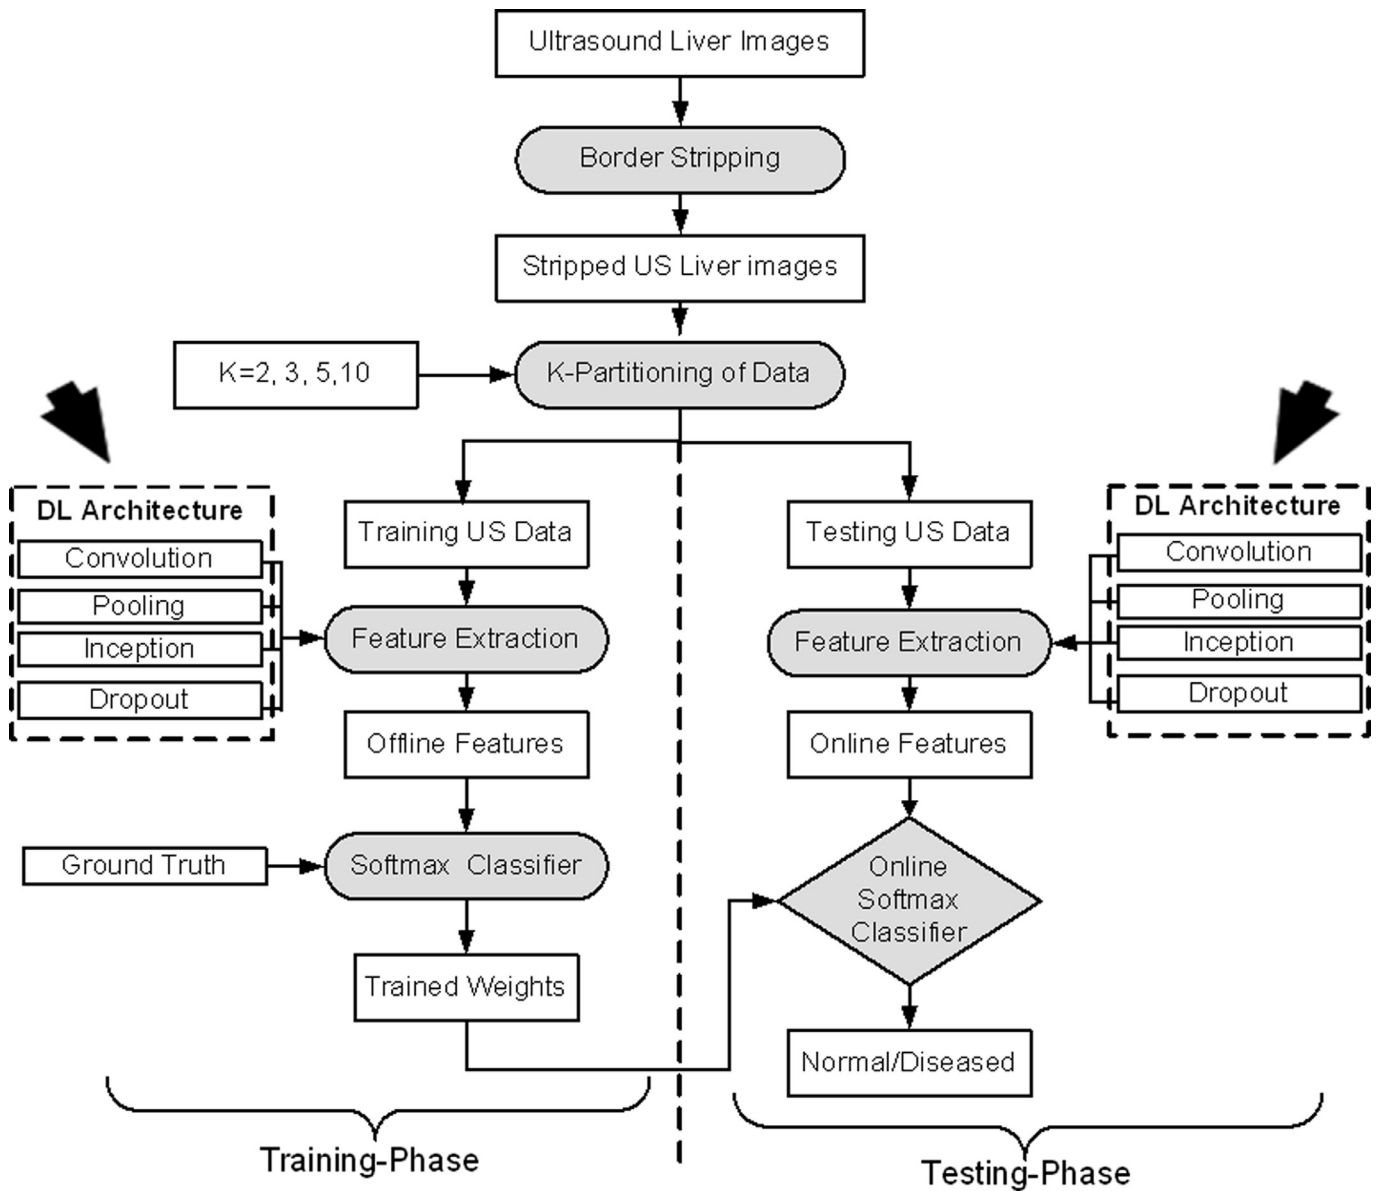 Ultrasound Liver Images
Border Stripping
Stripped US Liver images
K=2, 3, 5,10
K-Partitioning of Data
DL Architecture
Convolution
Pooling
Inception
Dropout
Training US Data
Feature Extraction
Offline Features
Ground Truth
Softmax Classifier
Trained Weights
Training-Phase
Testing US Data
Feature Extraction
Online Features
Online
Softmax
Classifier
Normal/Diseased
DL Architecture
Convolution
Pooling
Inception
Dropout
Testing-Phase